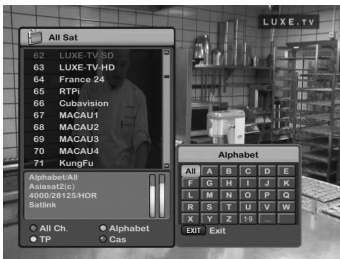 LUXE.TV
All Sat
62 LUXE-TV-SD
63 LUXE-TV-HD
64 France 24
65 RTPi
66 Cubavision
67 MACAU1
68 MACAU2
69 MACAU3
70 MACAU4
71 KungFu
Alphabet/All
Asiasat2(c)
4000/28125/HOR
Satlink
All Ch. Alphabet
TP Cas
Alphabet
All A B C D E
F G H I J K
L M N O P Q
R S T U V W
X Y Z 1-9 ...
EXIT Exit